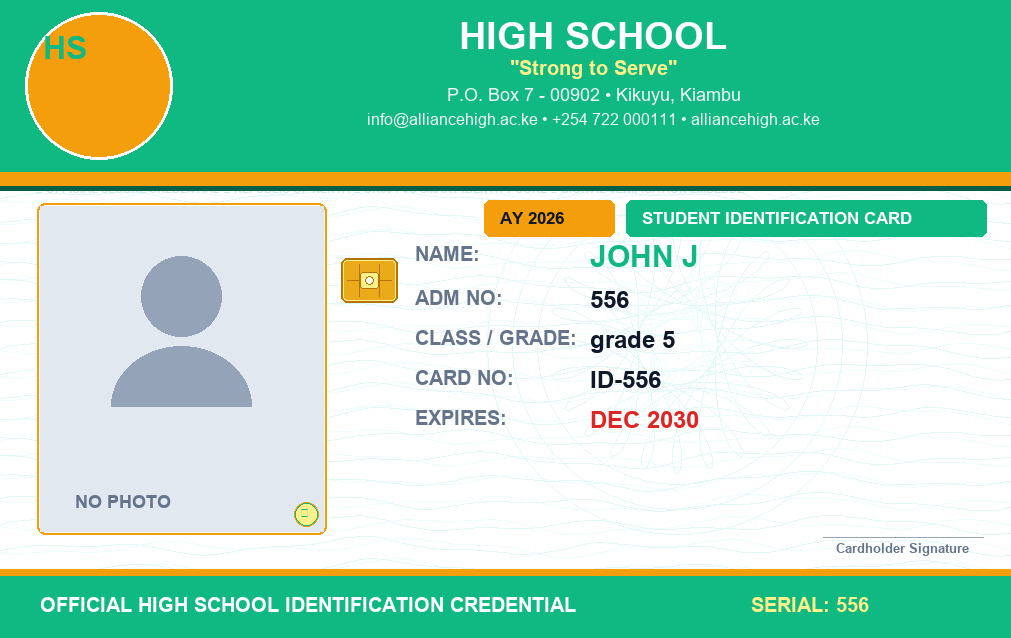 HS
HIGH SCHOOL
"Strong to Serve"
P.O. Box 7 - 00902 • Kikuyu, Kiambu
info@alliancehigh.ac.ke • +254 722 000111 • alliancehigh.ac.ke
AY 2026
STUDENT IDENTIFICATION CARD
NAME: JOHN J
ADM NO: 556
CLASS / GRADE: grade 5
CARD NO: ID-556
EXPIRES: DEC 2030
NO PHOTO
Cardholder Signature
OFFICIAL HIGH SCHOOL IDENTIFICATION CREDENTIAL
SERIAL: 556